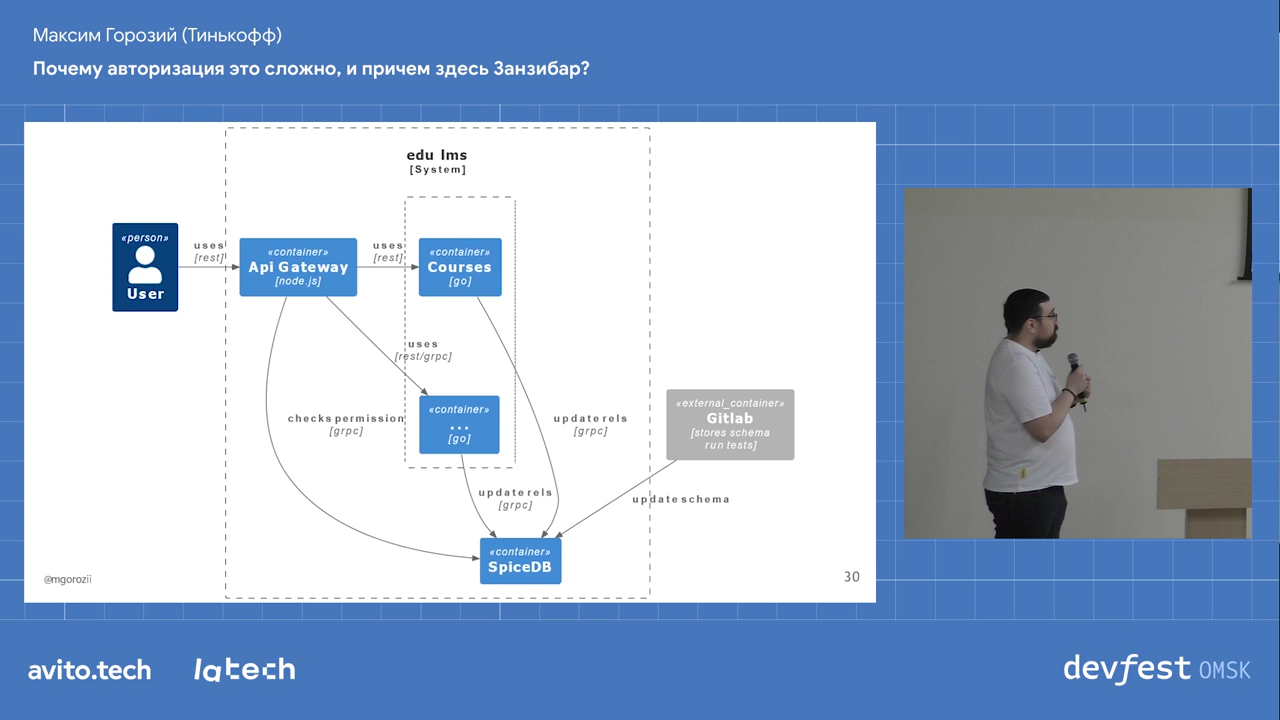 Максим Горозий (Тинькофф)
Почему авторизация это сложно, и причем здесь Занзибар?
edu lms
[System]
«person»
User
uses
[rest]
«container»
Api Gateway
[node.js]
uses
[rest]
«container»
Courses
[go]
uses
[rest/grpc]
checks permission
[grpc]
«container»
...
[go]
update rels
[grpc]
«external_container»
Gitlab
[stores schema
run tests]
update rels
[grpc]
update schema
«container»
SpiceDB
@mgorozii
30
avito.tech
latech
devfest OMSK